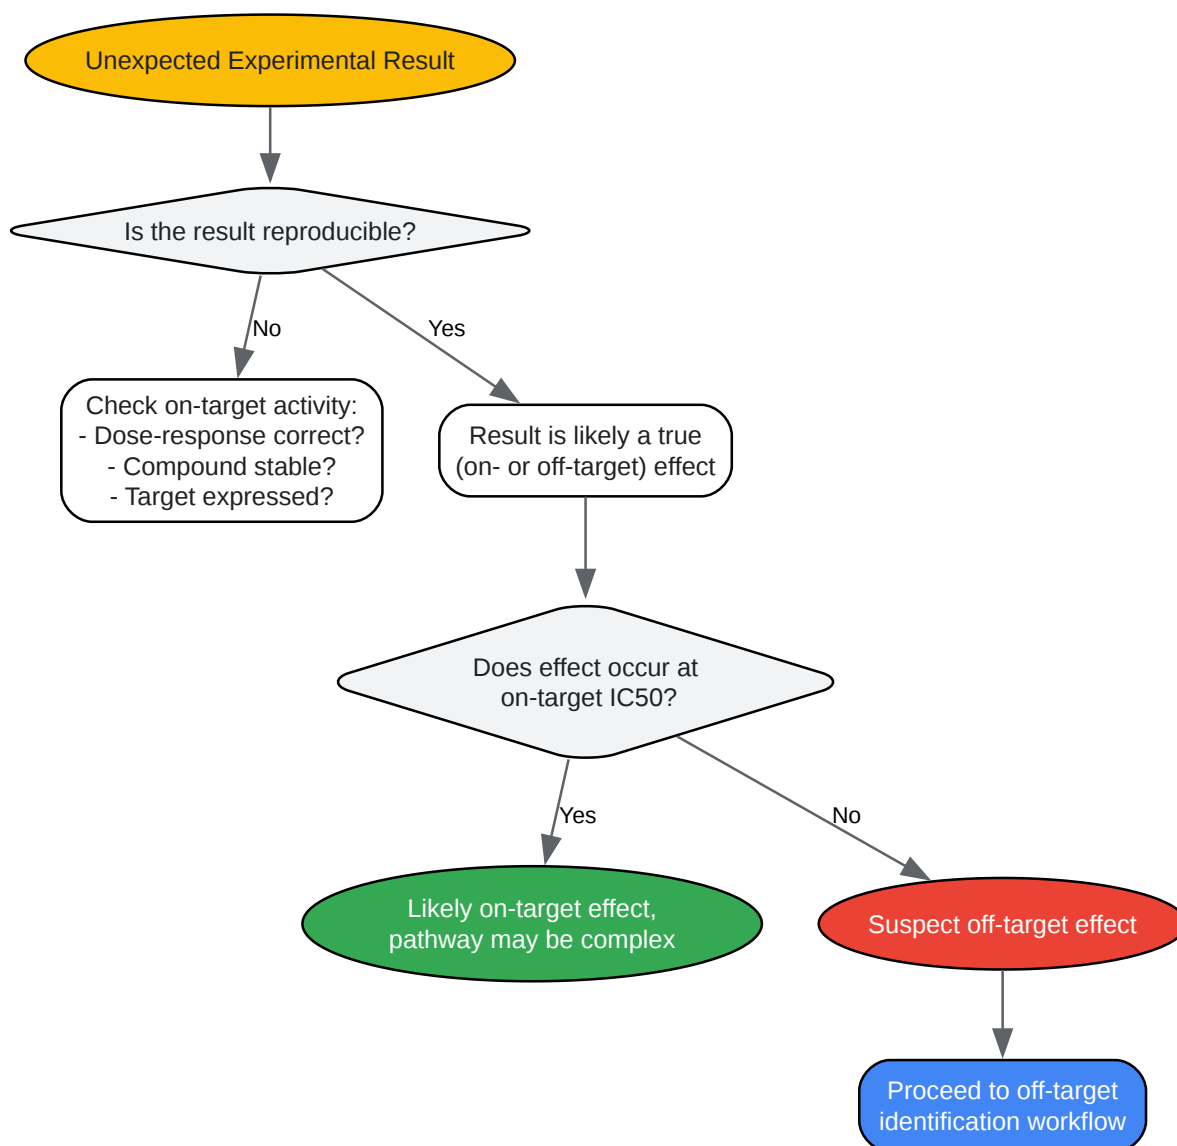 Unexpected Experimental Result
Is the result reproducible?
No
Yes
Check on-target activity:
- Dose-response correct?
- Compound stable?
- Target expressed?
Result is likely a true
(on- or off-target) effect
Does effect occur at
on-target IC50?
Yes
No
Likely on-target effect,
pathway may be complex
Suspect off-target effect
Proceed to off-target
identification workflow